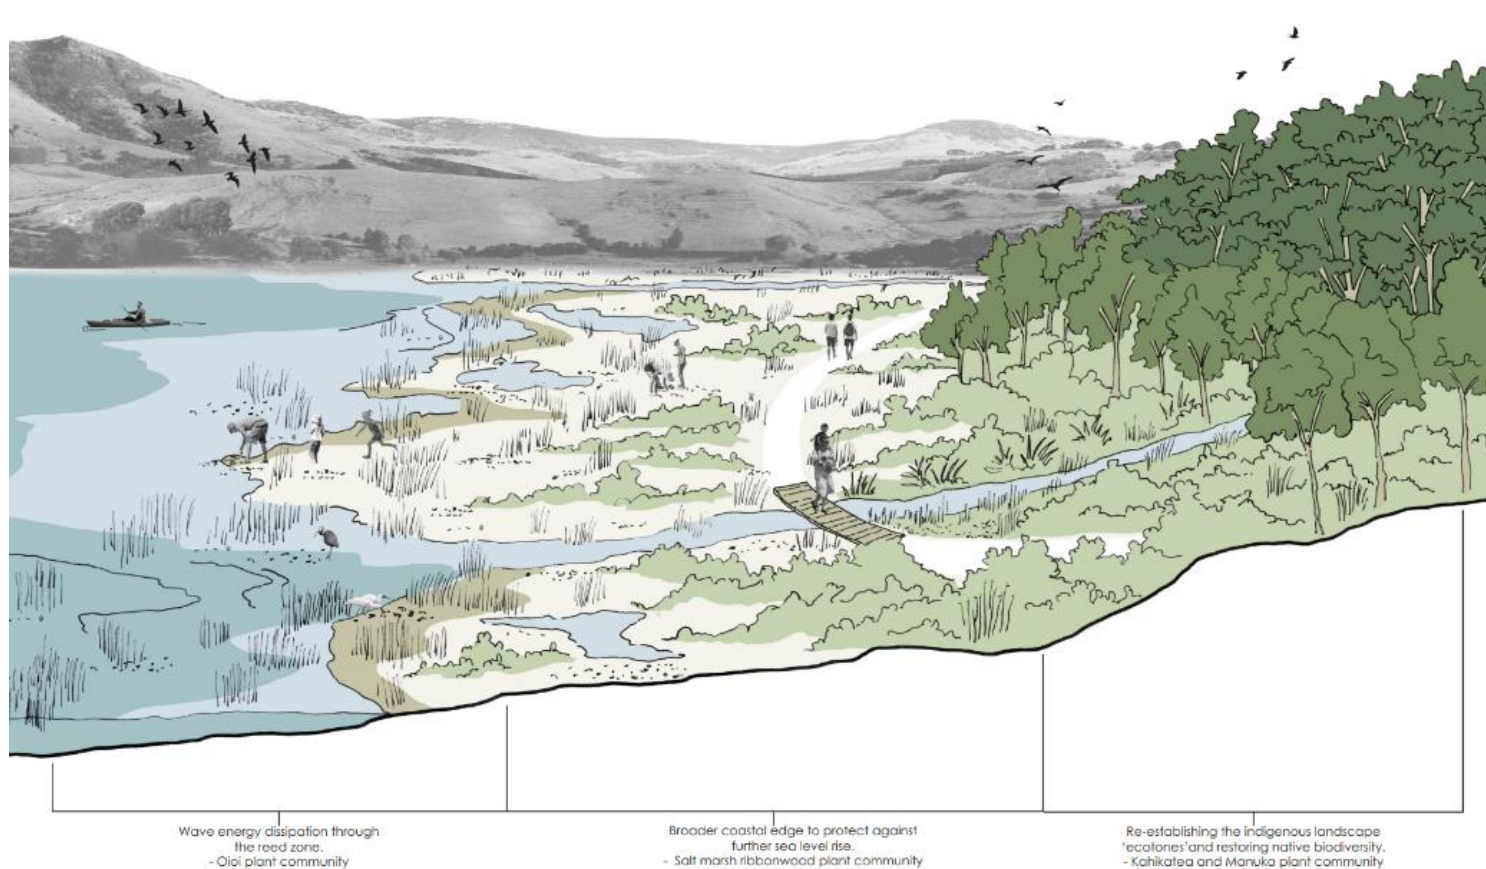 Wave energy dissipation through
the reed zone.
- Oioi plant community
Broader coastal edge to protect against
further sea level rise.
- Salt marsh ribbonwood plant community
Re-establishing the indigenous landscape
'ecotones'and restoring native biodiversity.
- Kahikatea and Manuka plant community